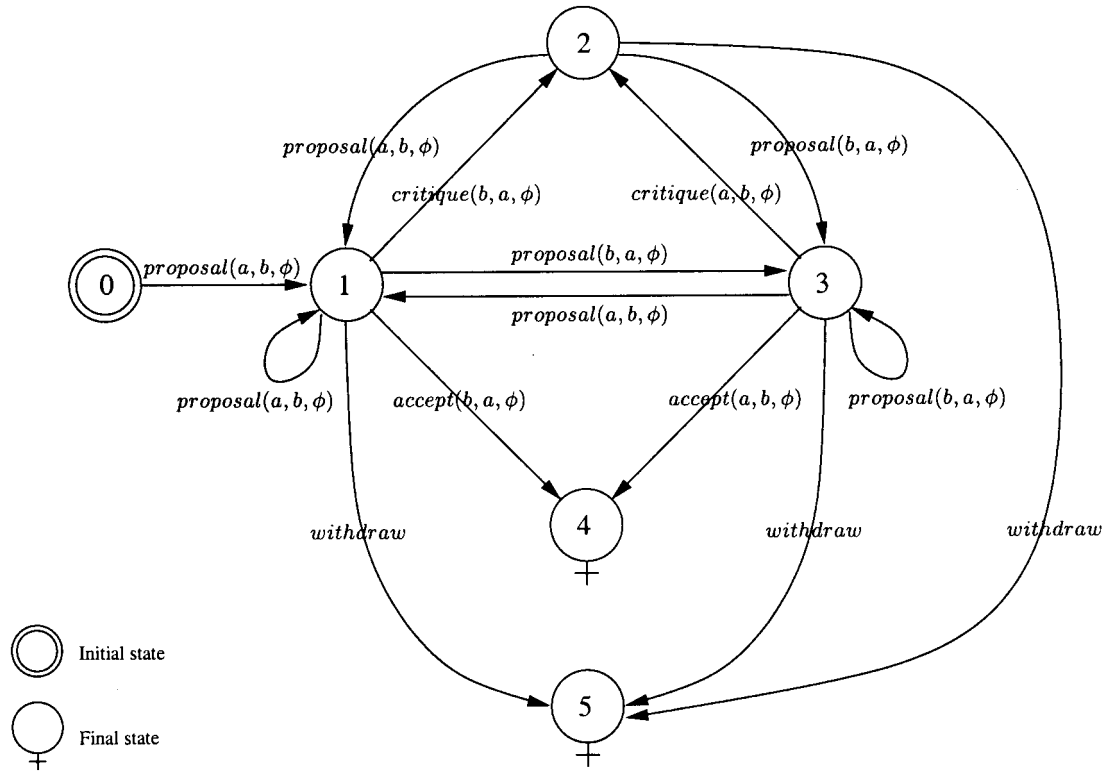 2
proposal(a, b, ϕ)
proposal(b, a, ϕ)
critique(b, a, ϕ)
critique(a, b, ϕ)
0
proposal(a, b, ϕ)
1
proposal(b, a, ϕ)
3
proposal(a, b, ϕ)
proposal(a, b, ϕ)
accept(b, a, ϕ)
accept(a, b, ϕ)
proposal(b, a, ϕ)
4
withdraw
withdraw
withdraw
Initial state
5
Final state